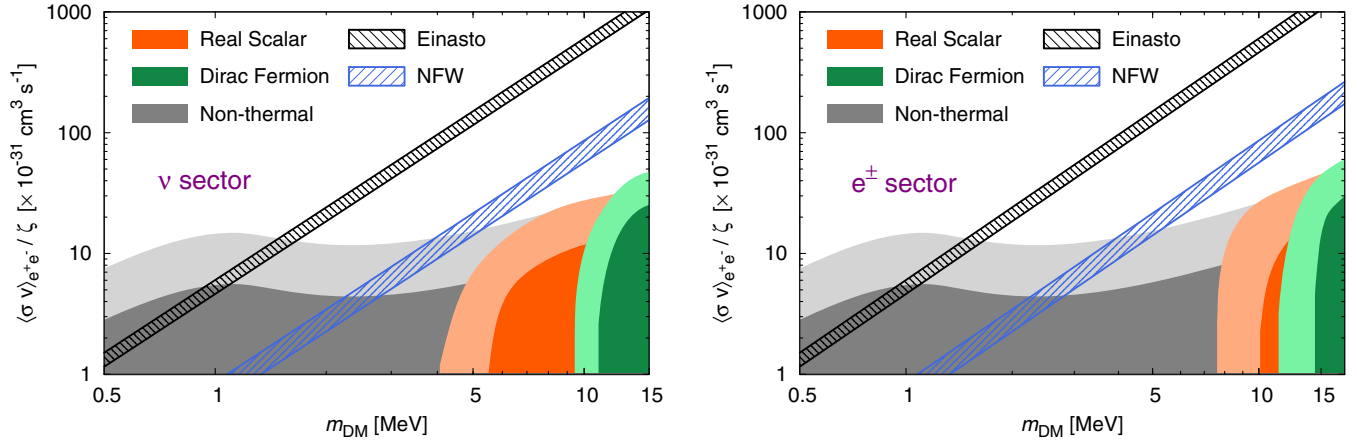 ⟨σ v⟩e⁺e⁻ / ζ [× 10⁻³¹ cm³ s⁻¹]
1000
100
10
1
Real Scalar
Dirac Fermion
Non-thermal
Einasto
NFW
ν sector
0.5 1 5 10 15
mDM [MeV]
⟨σ v⟩e⁺e⁻ / ζ [× 10⁻³¹ cm³ s⁻¹]
1000
100
10
1
Real Scalar
Dirac Fermion
Non-thermal
Einasto
NFW
e± sector
0.5 1 5 10 15
mDM [MeV]